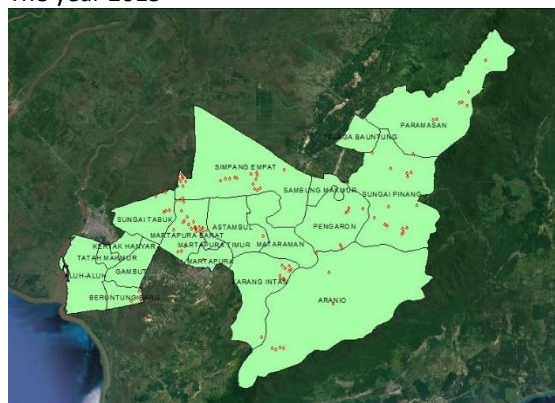 The year 2015
PARAMASAN
TELAGA BAUNTUNG
SIMPANG EMPAT
SAMBUNG MAKMUR
SUNGAI PINANG
SUNGAI TABUK
ASTAMBUL
PENGARON
MARTAPURA BARAT
KERTAK HANYAR
MARTAPURA TIMUR
MATARAMAN
TATAH MAKMUR
MARTAPURA
GAMBUT
ALUH-ALUH
KARANG INTAN
BERUNTUNG BARU
ARANIO